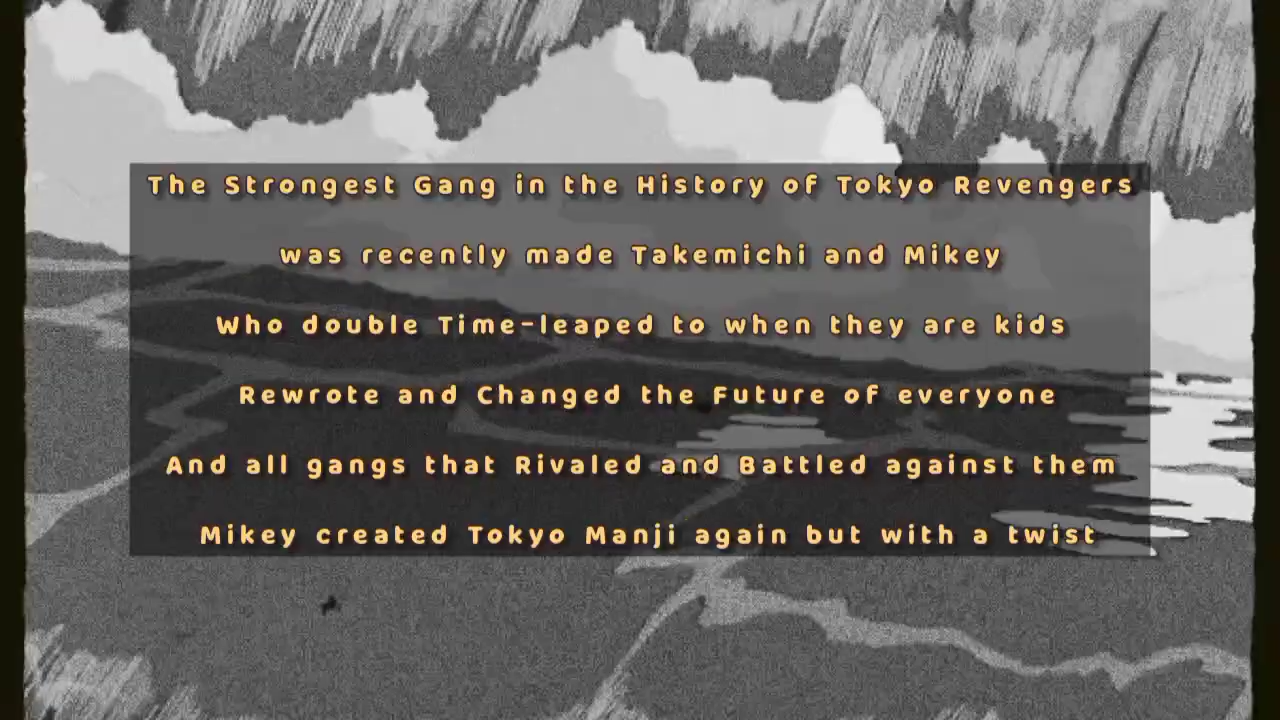 The Strongest Gang in the History of Tokyo Revengers
was recently made Takemichi and Mikey
Who double Time-leaped to when they are kids
Rewrote and Changed the Future of everyone
And all gangs that Rivaled and Battled against them
Mikey created Tokyo Manji again but with a twist